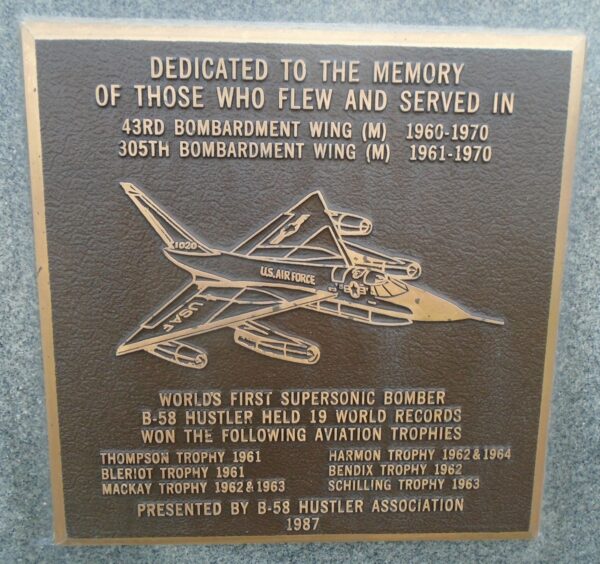 DEDICATED TO THE MEMORY
OF THOSE WHO FLEW AND SERVED IN
43RD BOMBARDMENT WING (M) 1960-1970
305TH BOMBARDMENT WING (M) 1961-1970
X1020
U.S. AIR FORCE
USAF
WORLD'S FIRST SUPERSONIC BOMBER
B-58 HUSTLER HELD 19 WORLD RECORDS
WON THE FOLLOWING AVIATION TROPHIES
THOMPSON TROPHY 1961
BLERIOT TROPHY 1961
MACKAY TROPHY 1962 & 1963
HARMON TROPHY 1962 & 1964
BENDIX TROPHY 1962
SCHILLING TROPHY 1963
PRESENTED BY B-58 HUSTLER ASSOCIATION
1987